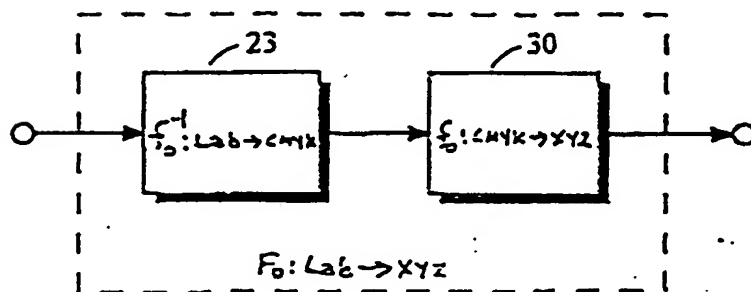 23
30
f₀⁻¹: Lab → CMYK
f₀: CMYK → XYZ
F₀: Lab → XYZ